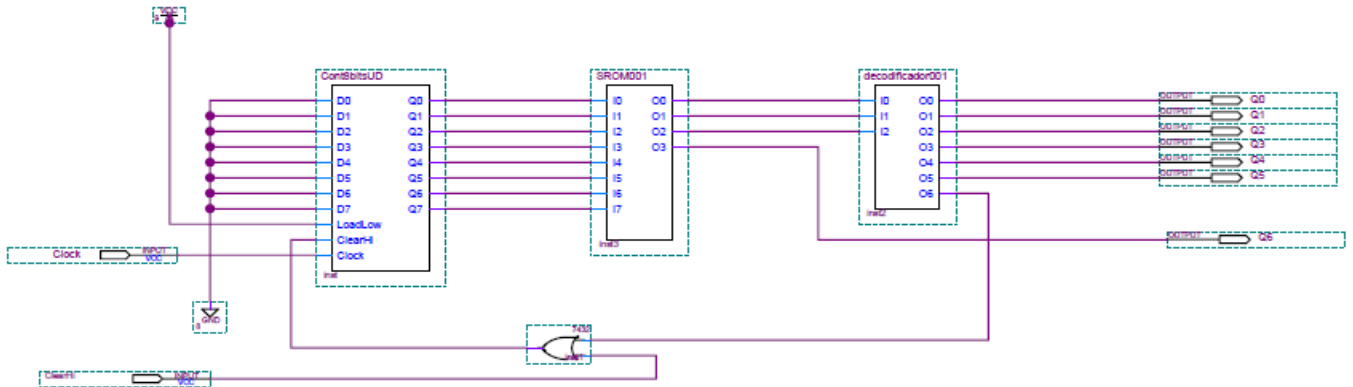 VCC
Cont8bitsUD
D0 Q0
D1 Q1
D2 Q2
D3 Q3
D4 Q4
D5 Q5
D6 Q6
D7 Q7
LoadLow
ClearHi
Clock
inst
SROM001
I0 O0
I1 O1
I2 O2
I3 O3
I4
I5
I6
I7
inst3
decodificador001
I0 O0
I1 O1
I2 O2
O3
O4
O5
O6
inst2
OUTPUT Q0
OUTPUT Q1
OUTPUT Q2
OUTPUT Q3
OUTPUT Q4
OUTPUT Q5
OUTPUT Q6
Clock INPUT
VCC
GND
7432
inst1
ClearHi INPUT
VCC